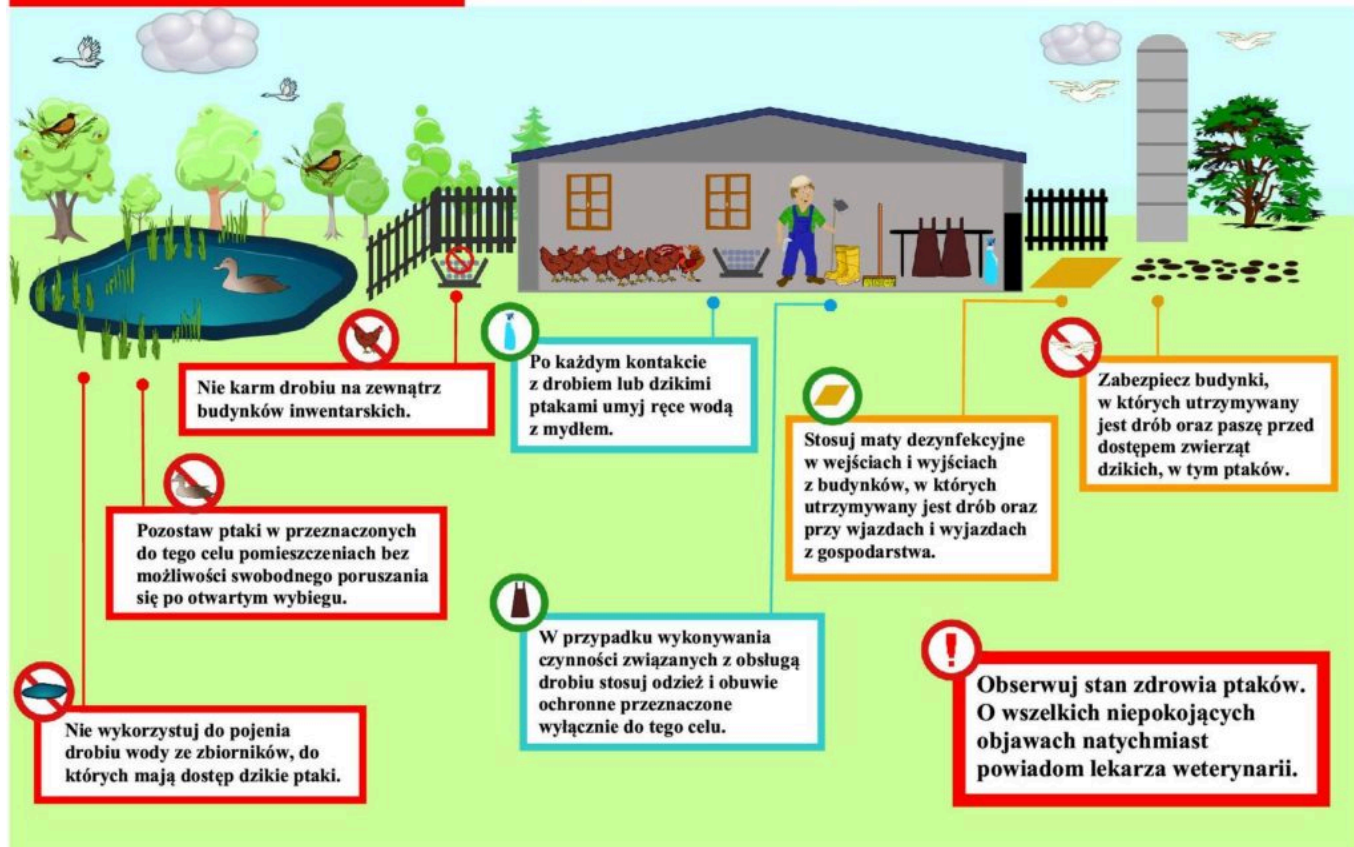 Nie karm drobiu na zewnątrz
budynków inwentarskich.
Po każdym kontakcie
z drobiem lub dzikimi
ptakami umyj ręce wodą
z mydłem.
Stosuj maty dezynfekcyjne
w wejściach i wyjściach
z budynków, w których
utrzymywany jest drób oraz
przy wjazdach i wyjazdach
z gospodarstwa.
Zabezpiecz budynki,
w których utrzymywany
jest drób oraz paszę przed
dostępem zwierząt
dzikich, w tym ptaków.
Pozostaw ptaki w przeznaczonych
do tego celu pomieszczeniach bez
możliwości swobodnego poruszania
się po otwartym wybiegu.
W przypadku wykonywania
czynności związanych z obsługą
drobiu stosuj odzież i obuwie
ochronne przeznaczone
wyłącznie do tego celu.
Nie wykorzystuj do pojenia
drobiu wody ze zbiorników, do
których mają dostęp dzikie ptaki.
Obserwuj stan zdrowia ptaków.
O wszelkich niepokojących
objawach natychmiast
powiadom lekarza weterynarii.